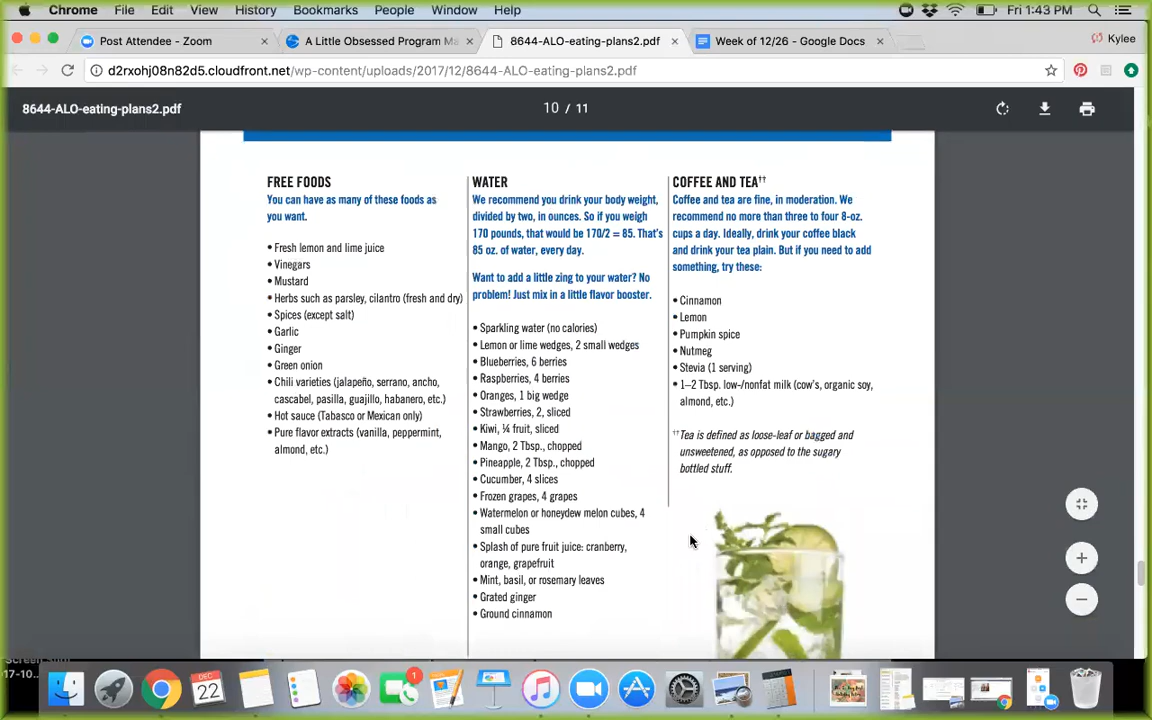 Chrome File Edit View History Bookmarks People Window Help Fri 1:43 PM
Post Attendee - Zoom
A Little Obsessed Program Ma
8644-ALO-eating-plans2.pdf
Week of 12/26 - Google Docs
Kylee
d2rxohj08n82d5.cloudfront.net/wp-content/uploads/2017/12/8644-ALO-eating-plans2.pdf
8644-ALO-eating-plans2.pdf
10 / 11
FREE FOODS
You can have as many of these foods as
you want.
• Fresh lemon and lime juice
• Vinegars
• Mustard
• Herbs such as parsley, cilantro (fresh and dry)
• Spices (except salt)
• Garlic
• Ginger
• Green onion
• Chili varieties (jalapeño, serrano, ancho,
cascabel, pasilla, guajillo, habanero, etc.)
• Hot sauce (Tabasco or Mexican only)
• Pure flavor extracts (vanilla, peppermint,
almond, etc.)
WATER
We recommend you drink your body weight,
divided by two, in ounces. So if you weigh
170 pounds, that would be 170/2 = 85. That's
85 oz. of water, every day.
Want to add a little zing to your water? No
problem! Just mix in a little flavor booster.
• Sparkling water (no calories)
• Lemon or lime wedges, 2 small wedges
• Blueberries, 6 berries
• Raspberries, 4 berries
• Oranges, 1 big wedge
• Strawberries, 2, sliced
• Kiwi, ¼ fruit, sliced
• Mango, 2 Tbsp., chopped
• Pineapple, 2 Tbsp., chopped
• Cucumber, 4 slices
• Frozen grapes, 4 grapes
• Watermelon or honeydew melon cubes, 4
small cubes
• Splash of pure fruit juice: cranberry,
orange, grapefruit
• Mint, basil, or rosemary leaves
• Grated ginger
• Ground cinnamon
COFFEE AND TEA††
Coffee and tea are fine, in moderation. We
recommend no more than three to four 8-oz.
cups a day. Ideally, drink your coffee black
and drink your tea plain. But if you need to add
something, try these:
• Cinnamon
• Lemon
• Pumpkin spice
• Nutmeg
• Stevia (1 serving)
• 1–2 Tbsp. low-/nonfat milk (cow's, organic soy,
almond, etc.)
††Tea is defined as loose-leaf or bagged and
unsweetened, as opposed to the sugary
bottled stuff.
DEC
22
1